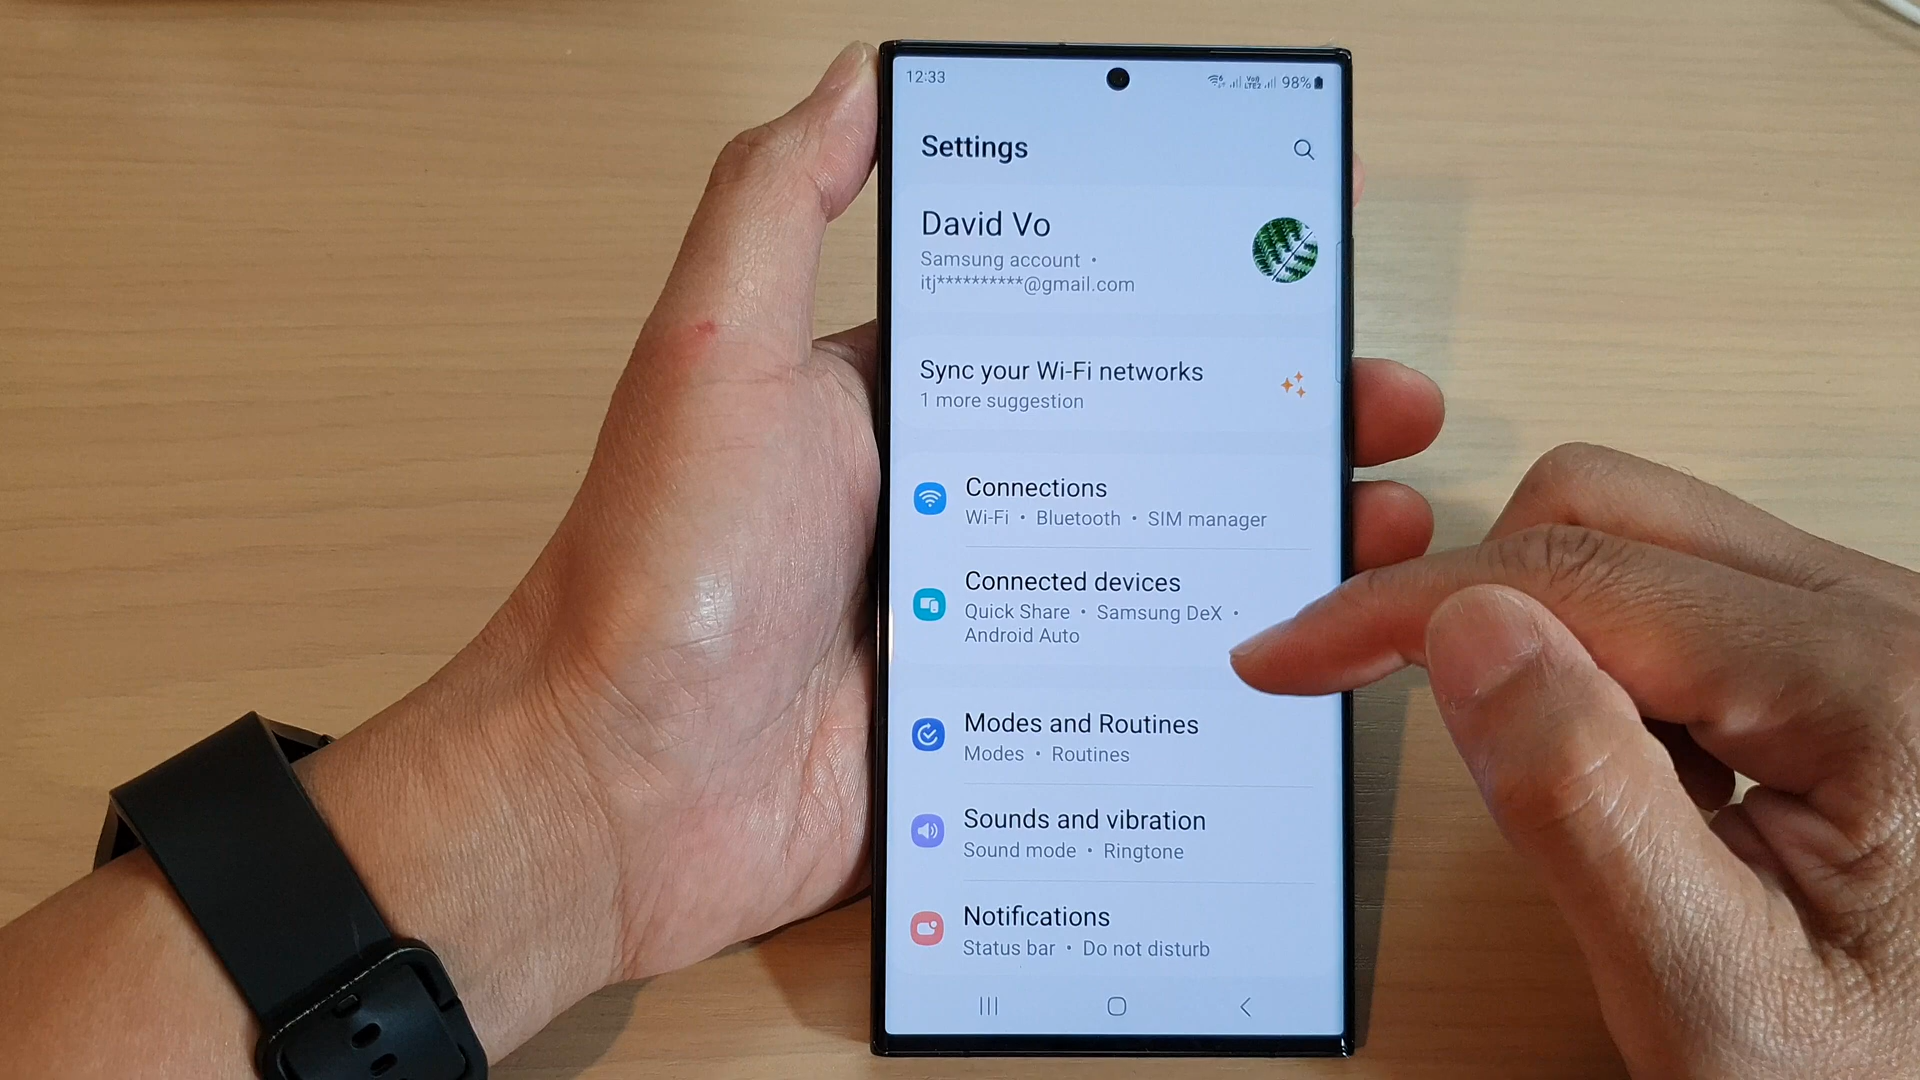 12:33
Vo))
LTE2
98%
Settings
David Vo
Samsung account •
itj**********@gmail.com
Sync your Wi-Fi networks
1 more suggestion
Connections
Wi-Fi • Bluetooth • SIM manager
Connected devices
Quick Share • Samsung DeX •
Android Auto
Modes and Routines
Modes • Routines
Sounds and vibration
Sound mode • Ringtone
Notifications
Status bar • Do not disturb